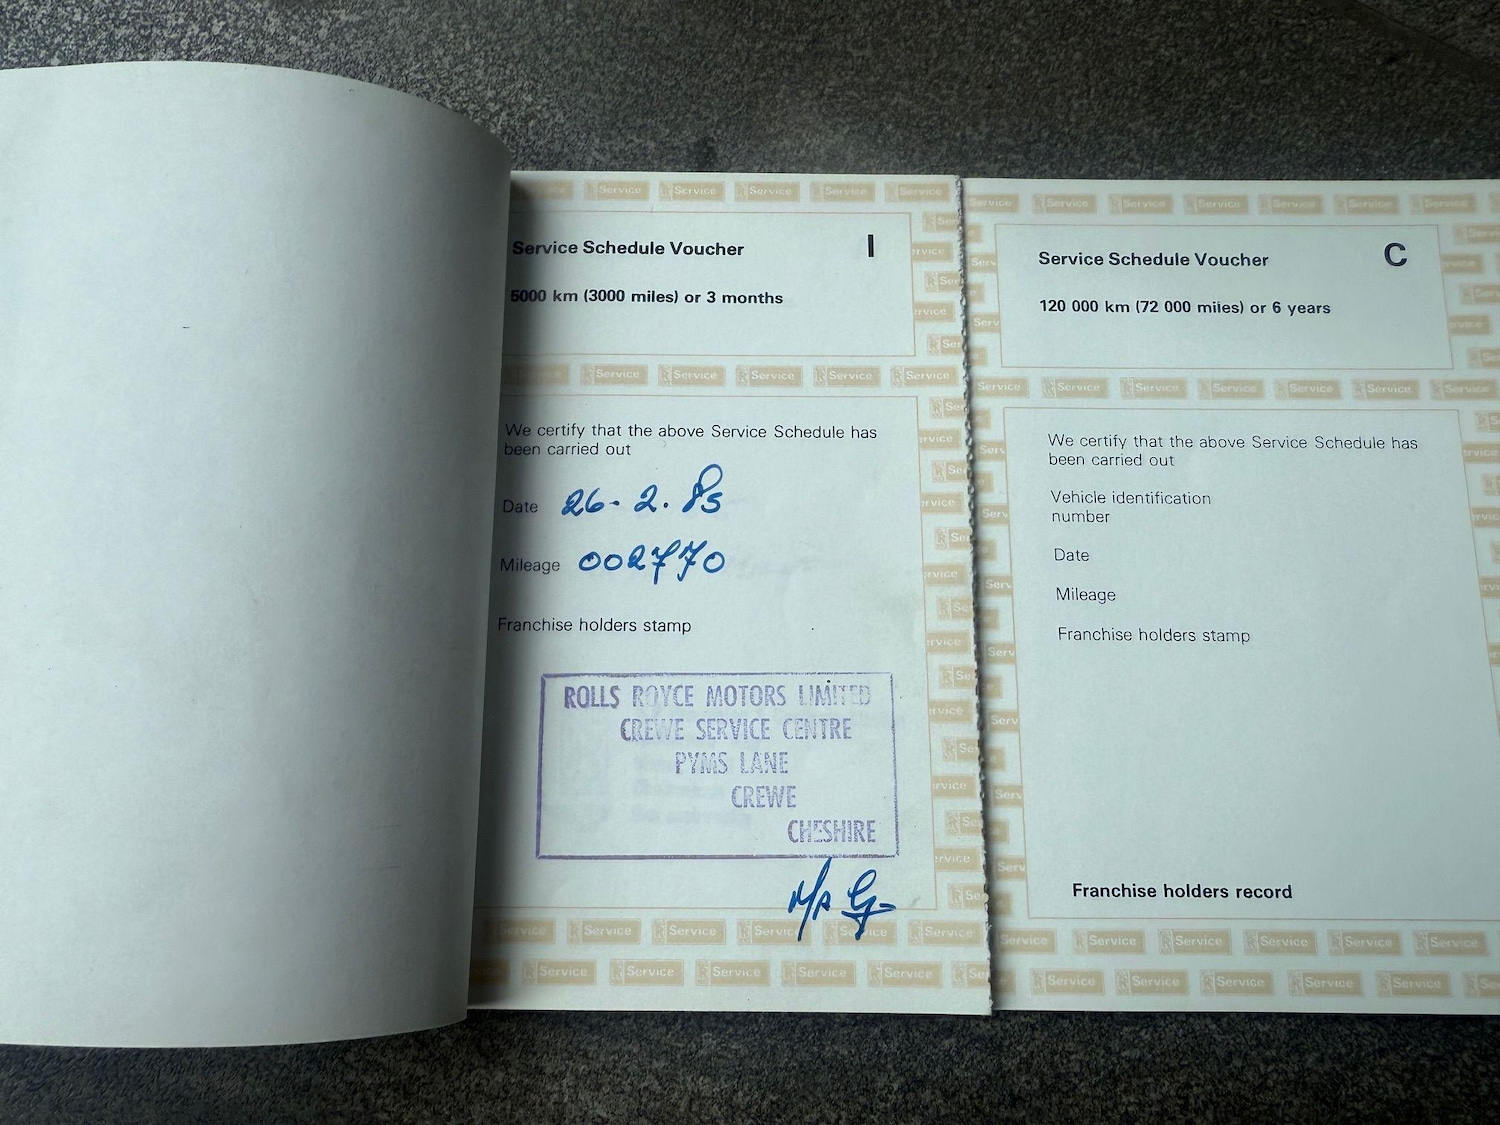 Service Schedule Voucher I
5000 km (3000 miles) or 3 months
We certify that the above Service Schedule has
been carried out
Date 26-2.85
Mileage 002770
Franchise holders stamp
ROLLS ROYCE MOTORS LIMITED
CREWE SERVICE CENTRE
PYMS LANE
CREWE
CHESHIRE
Service Schedule Voucher C
120 000 km (72 000 miles) or 6 years
We certify that the above Service Schedule has
been carried out
Vehicle identification
number
Date
Mileage
Franchise holders stamp
Franchise holders record